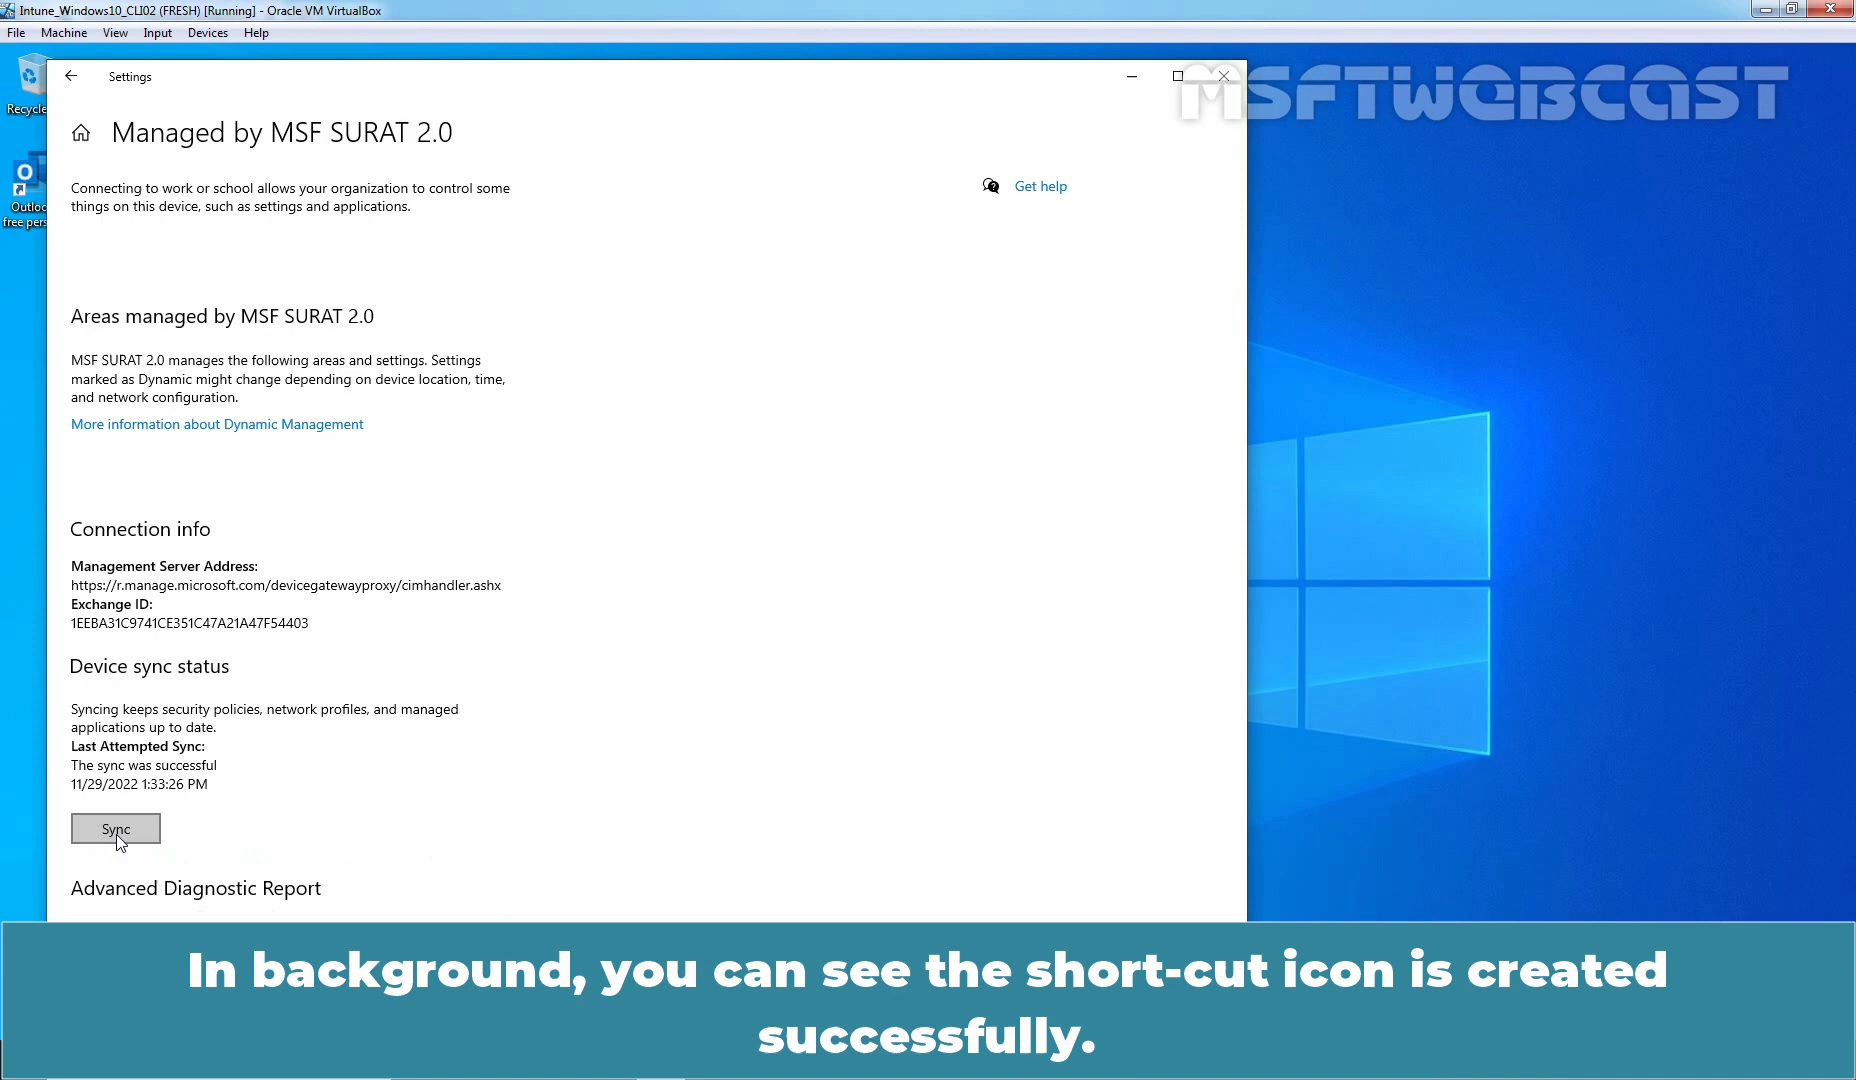 Intune_Windows10_CLI02 (FRESH) [Running] - Oracle VM VirtualBox
File Machine View Input Devices Help
Settings
MSFTWEBCAST
Recycle
Managed by MSF SURAT 2.0
Connecting to work or school allows your organization to control some
things on this device, such as settings and applications.
Get help
Outloo
free pers
Areas managed by MSF SURAT 2.0
MSF SURAT 2.0 manages the following areas and settings. Settings
marked as Dynamic might change depending on device location, time,
and network configuration.
More information about Dynamic Management
Connection info
Management Server Address:
https://r.manage.microsoft.com/devicegatewayproxy/cimhandler.ashx
Exchange ID:
1EEBA31C9741CE351C47A21A47F54403
Device sync status
Syncing keeps security policies, network profiles, and managed
applications up to date.
Last Attempted Sync:
The sync was successful
11/29/2022 1:33:26 PM
Sync
Advanced Diagnostic Report
In background, you can see the short-cut icon is created
successfully.